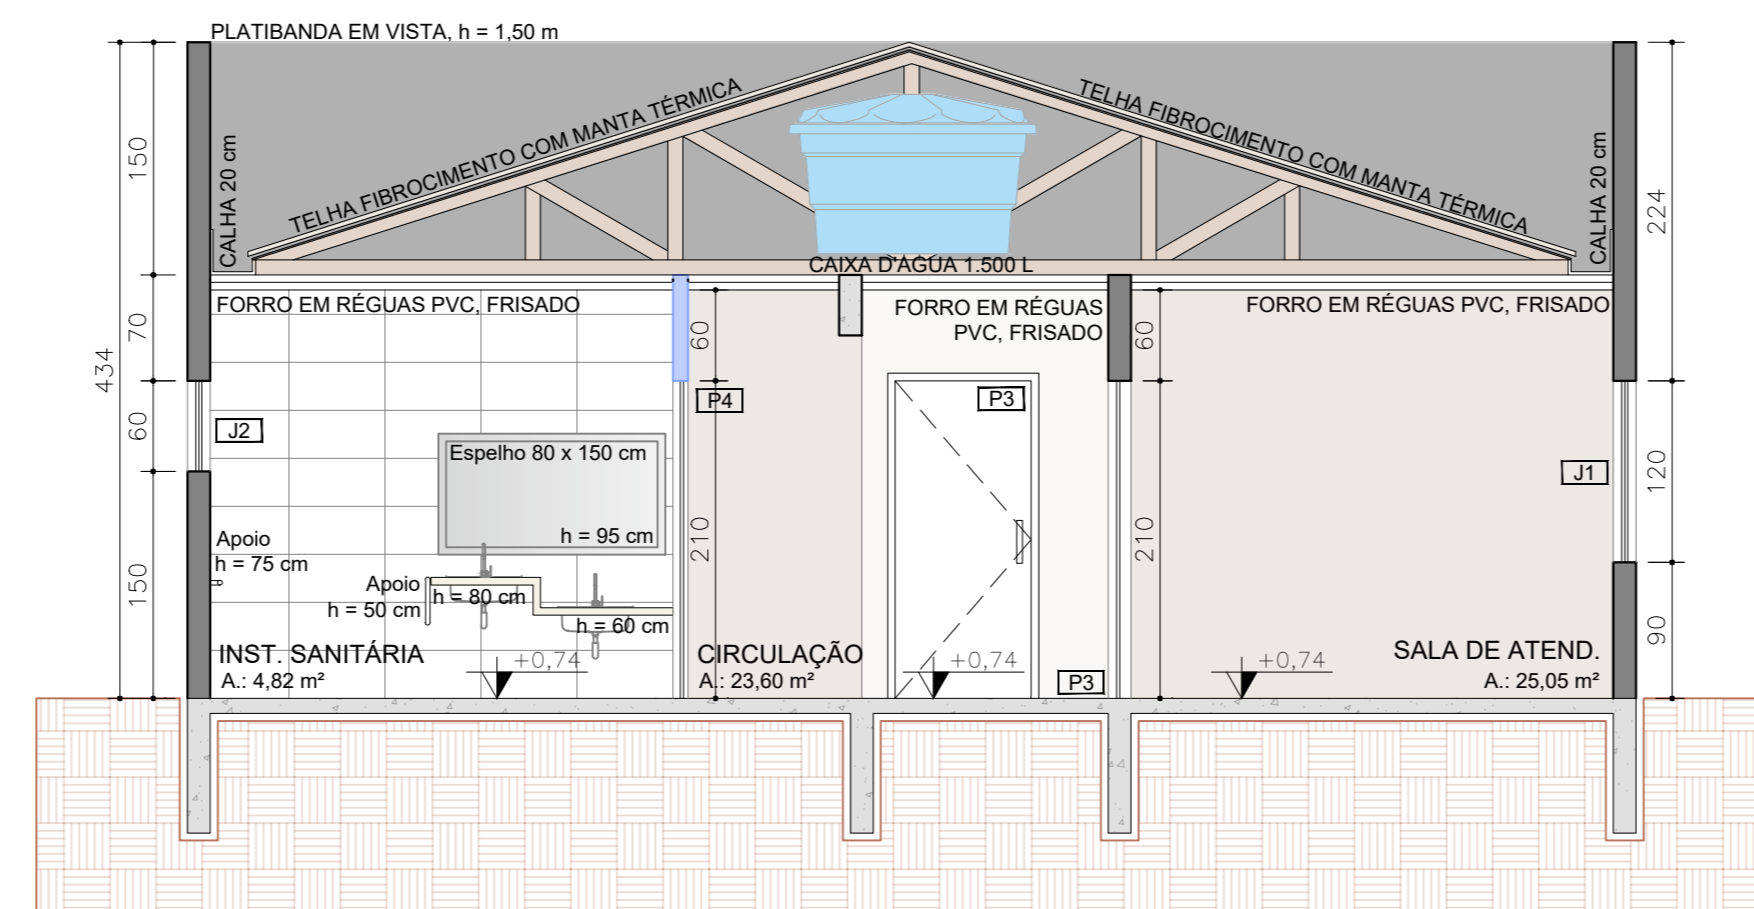 PLATIBANDA EM VISTA, h = 1,50 m
TELHA FIBROCIMENTO COM MANTA TÉRMICA
TELHA FIBROCIMENTO COM MANTA TÉRMICA
CALHA 20 cm
CALHA 20 cm
150
224
CAIXA D'ÁGUA 1.500 L
FORRO EM RÉGUAS PVC, FRISADO
FORRO EM RÉGUAS
PVC, FRISADO
FORRO EM RÉGUAS PVC, FRISADO
434
70
60
60
P4
P3
60
J2
Espelho 80 x 150 cm
h = 95 cm
J1
120
210
210
Apoio
h = 75 cm
150
Apoio
h = 50 cm
h = 80 cm
h = 60 cm
90
INST. SANITÁRIA
A.: 4,82 m²
+0,74
CIRCULAÇÃO
A.: 23,60 m²
+0,74
P3
+0,74
SALA DE ATEND.
A.: 25,05 m²